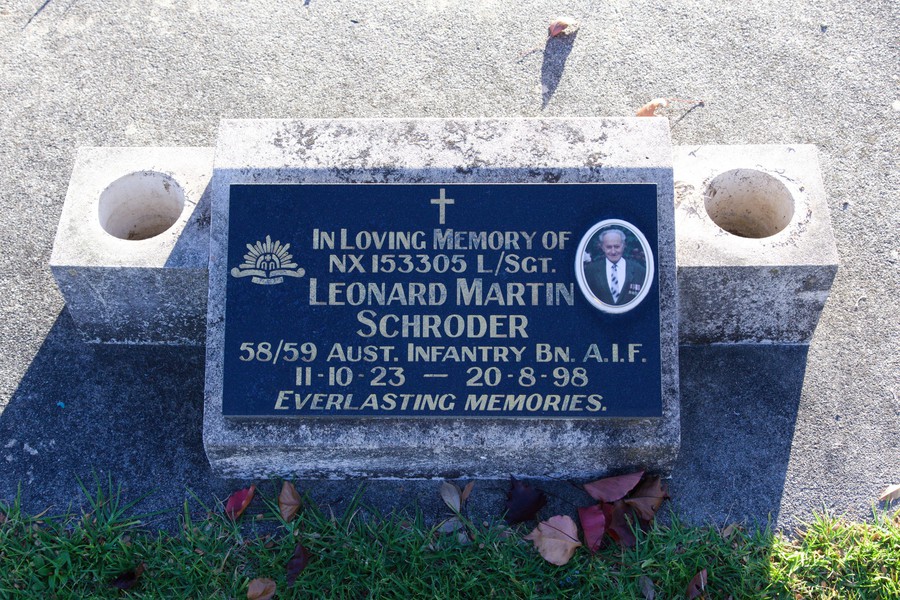 IN LOVING MEMORY OF
NX 153305 L/SGT.
LEONARD MARTIN
SCHRODER
58/59 AUST. INFANTRY BN. A.I.F.
11-10-23 — 20-8-98
EVERLASTING MEMORIES.